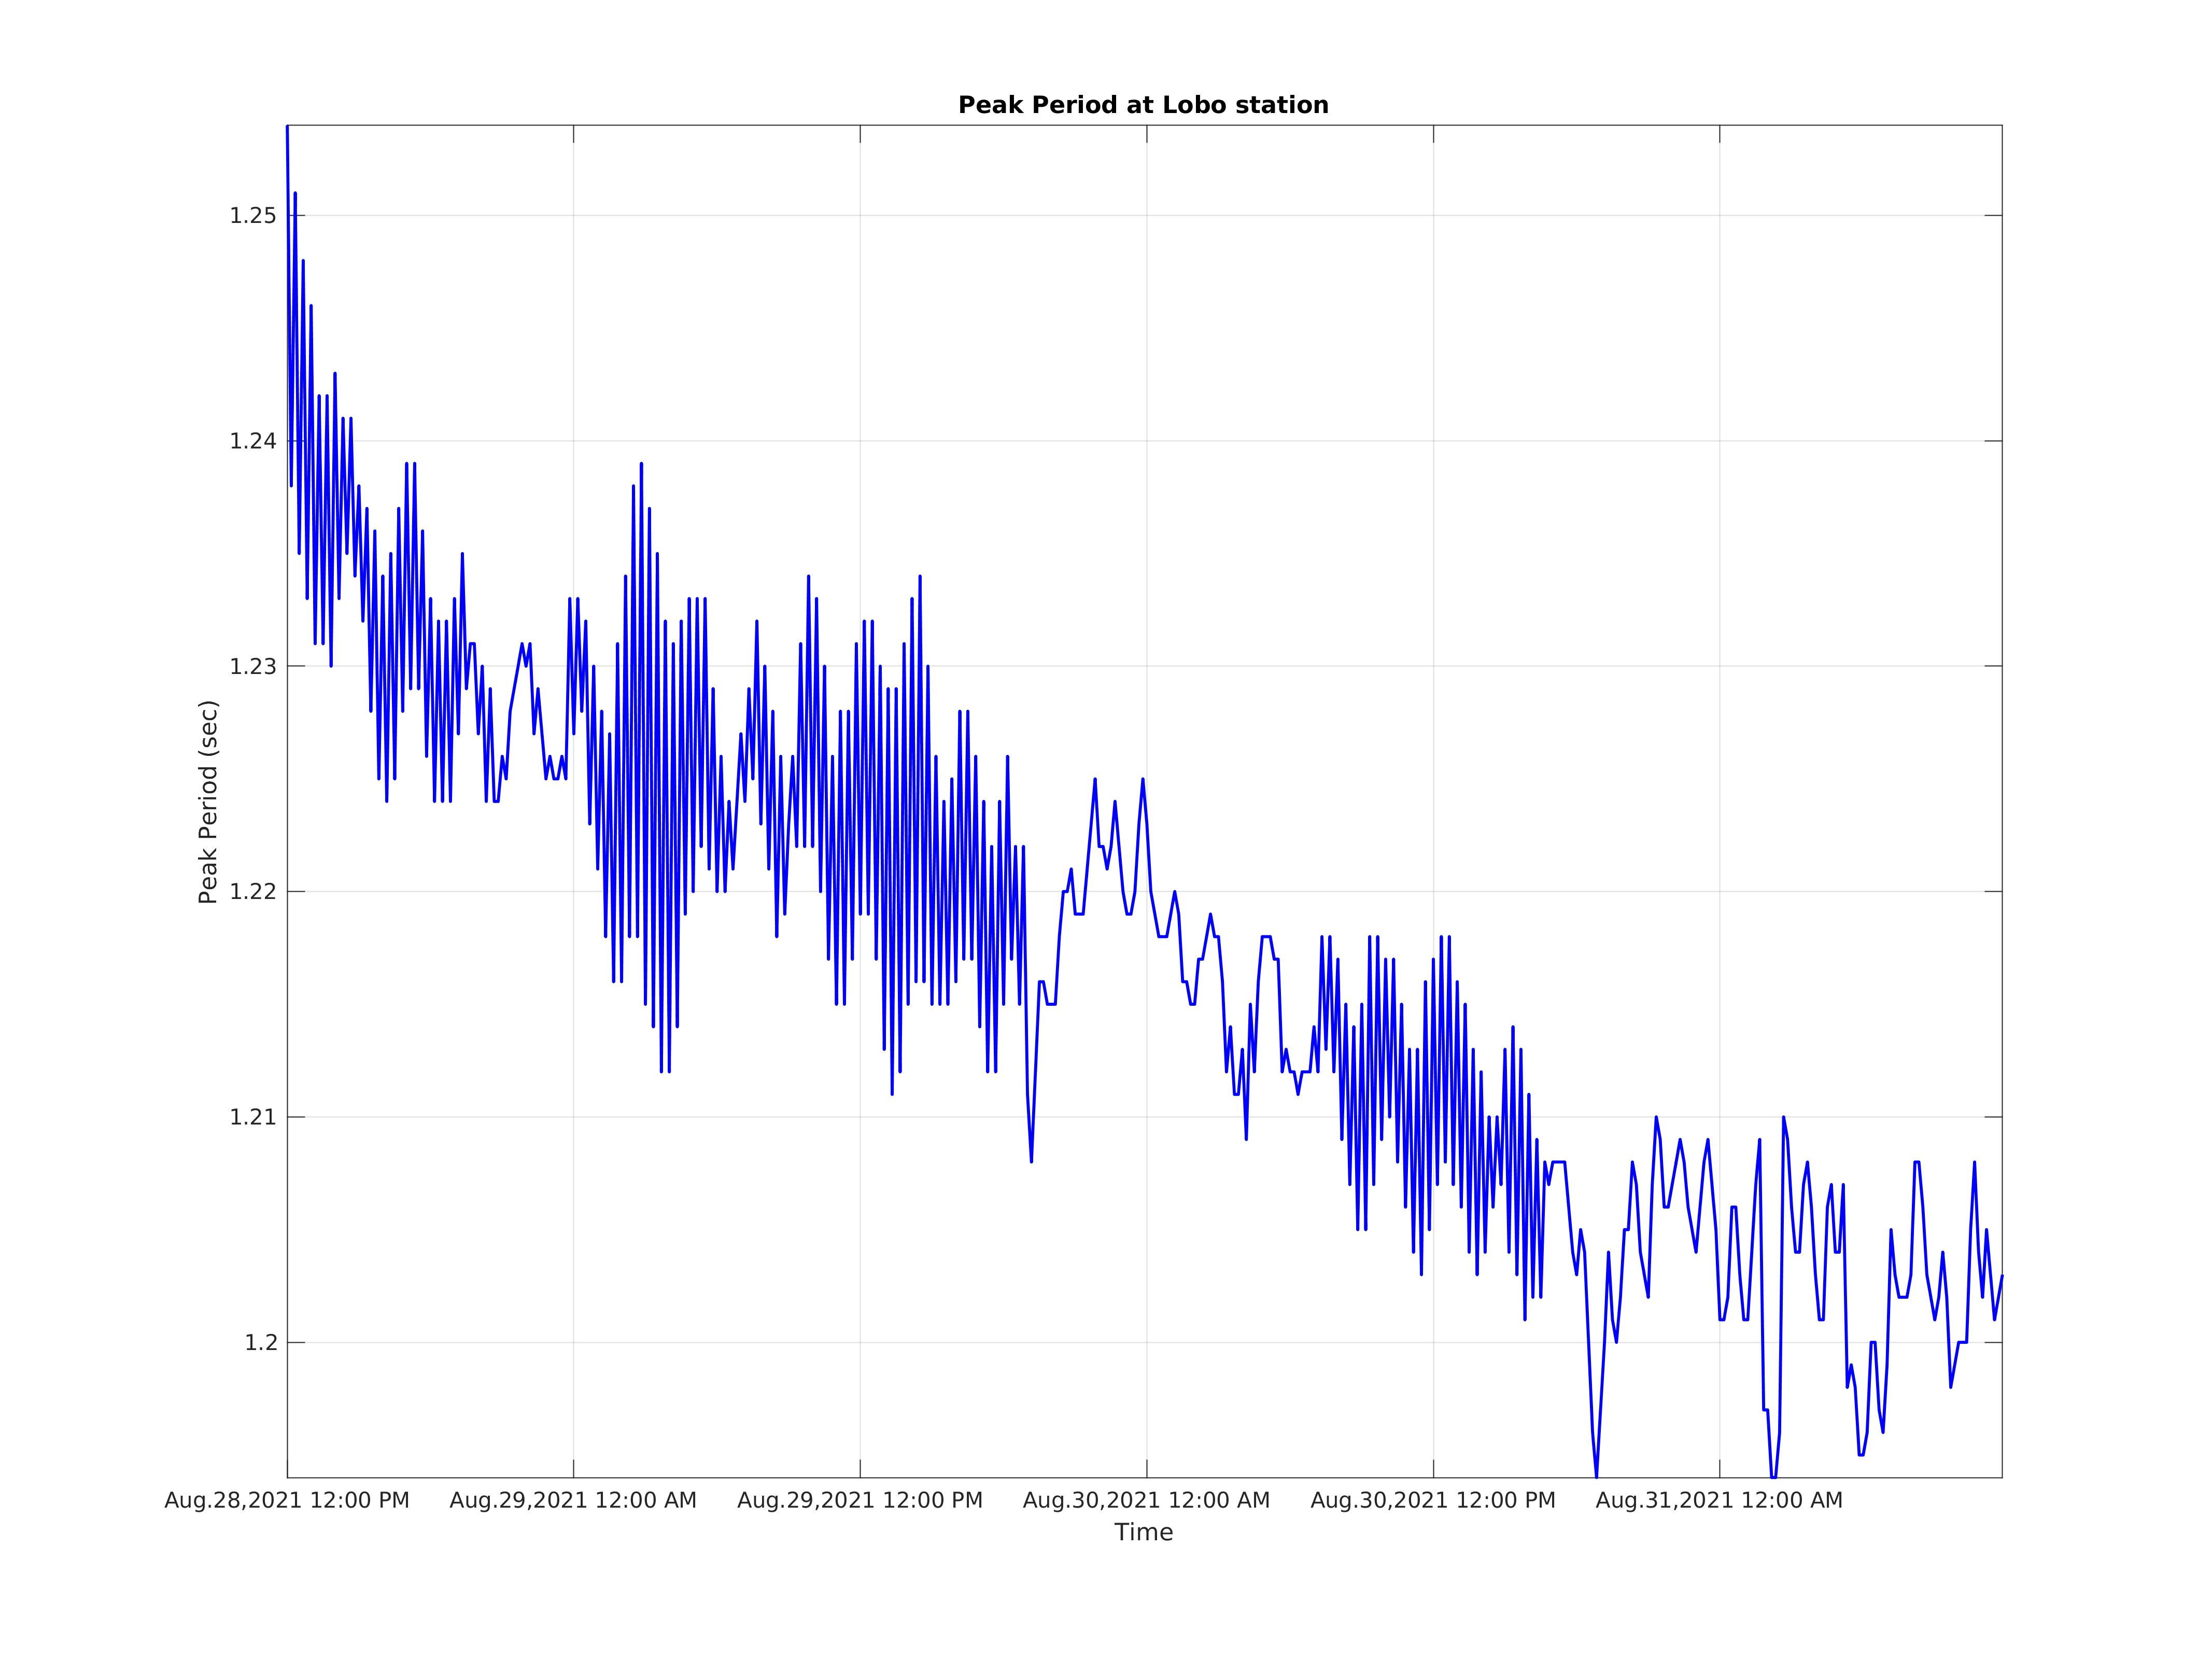 Peak Period at Lobo station
Peak Period (sec)
1.25
1.24
1.23
1.22
1.21
1.2
Aug.28,2021 12:00 PM Aug.29,2021 12:00 AM Aug.29,2021 12:00 PM Aug.30,2021 12:00 AM Aug.30,2021 12:00 PM Aug.31,2021 12:00 AM
Time